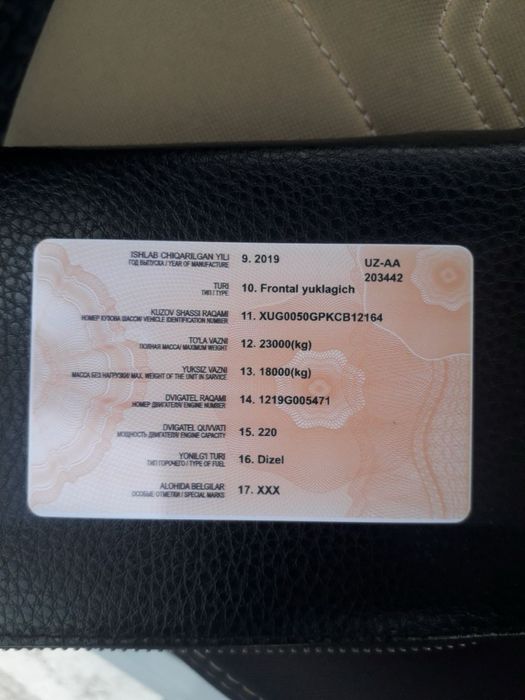 ISHLAB CHIQARILGAN YILI 9. 2019
ГОД ВЫПУСКА / YEAR OF MANUFACTURE
UZ-AA
203442
TURI 10. Frontal yuklagich
ТИП / TYPE
KUZOV SHASSI RAQAMI 11. XUG0050GPKCB12164
НОМЕР КУЗОВА ШАССИ/ VEHICLE IDENTIFICATION NUMBER
TO'LA VAZNI 12. 23000(kg)
ПОЛНАЯ МАССА/ MAXIMUM WEIGHT
YUKSIZ VAZNI 13. 18000(kg)
МАССА БЕЗ НАГРУЗКИ/ MAX. WEIGHT OF THE UNIT IN SARVICE
DVIGATEL RAQAMI 14. 1219G005471
НОМЕР ДВИГАТЕЛЯ/ ENGINE NUMBER
DVIGATEL QUVVATI 15. 220
МОЩНОСТЬ ДВИГАТЕЛЯ/ ENGINE CAPACITY
YONILG'I TURI 16. Dizel
ТИП ГОРЮЧЕГО / TYPE OF FUEL
ALOHIDA BELGILAR 17. XXX
ОСОБЫЕ ОТМЕТКИ / SPECIAL MARKS